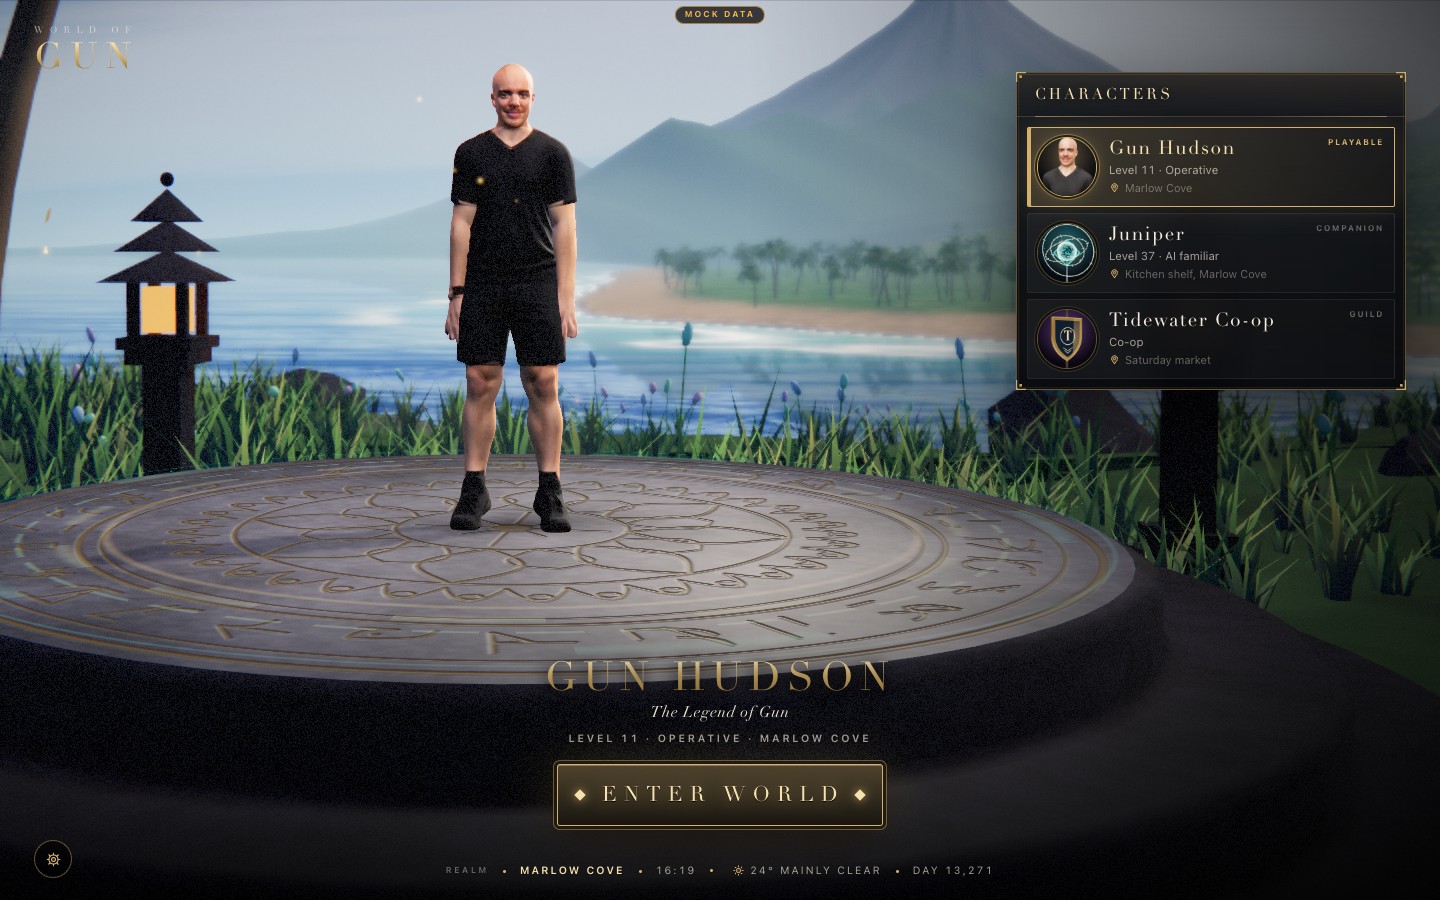 MOCK DATA
WORLD OF
GUN
CHARACTERS
Gun Hudson
PLAYABLE
Level 11 · Operative
Marlow Cove
Juniper
COMPANION
Level 37 · AI familiar
Kitchen shelf, Marlow Cove
Tidewater Co-op
GUILD
T
Co-op
Saturday market
GUN HUDSON
The Legend of Gun
LEVEL 11 · OPERATIVE · MARLOW COVE
ENTER WORLD
REALM • MARLOW COVE • 16:19 • 24° MAINLY CLEAR • DAY 13,271